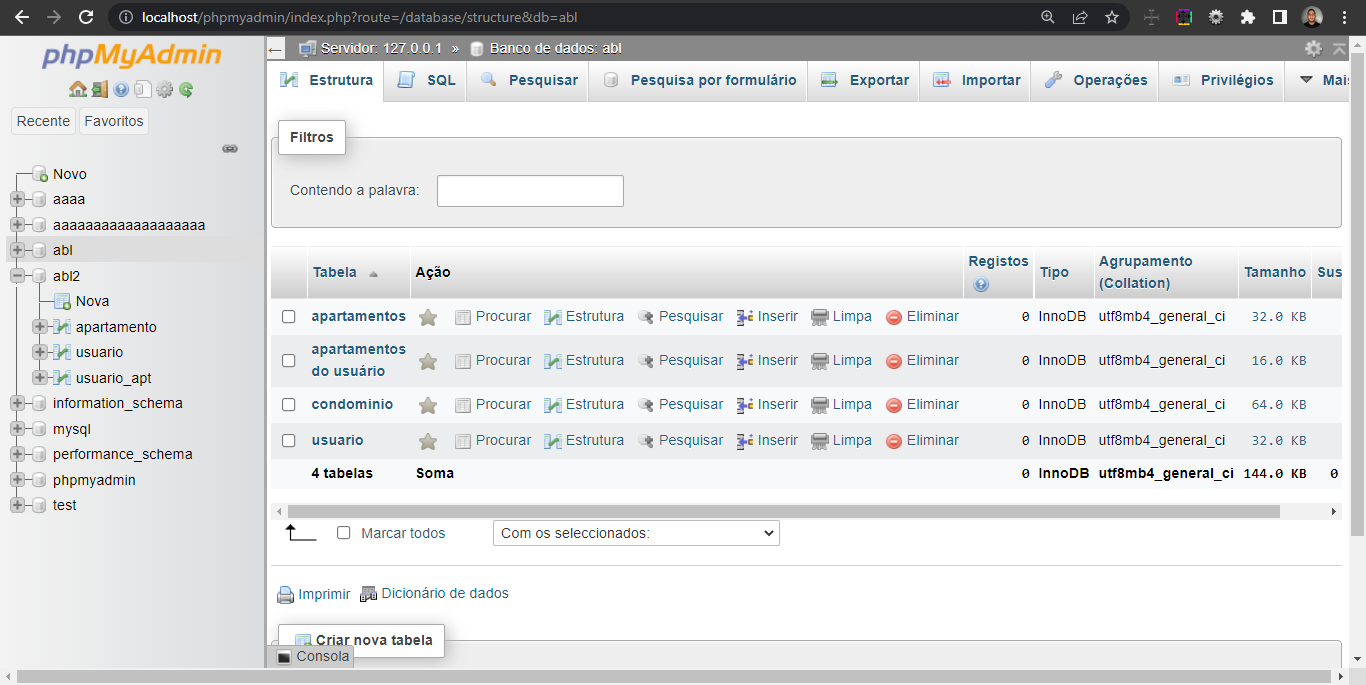 localhost/phpmyadmin/index.php?route=/database/structure&db=abl
phpMyAdmin
Recente Favoritos
Novo
aaaa
aaaaaaaaaaaaaaaaaaa
abl
abl2
Nova
apartamento
usuario
usuario_apt
information_schema
mysql
performance_schema
phpmyadmin
test
Servidor: 127.0.0.1 » Banco de dados: abl
Estrutura SQL Pesquisar Pesquisa por formulário Exportar Importar Operações Privilégios Mais
Filtros
Contendo a palavra:
Tabela Ação Registos Tipo Agrupamento (Collation) Tamanho Sus
apartamentos Procurar Estrutura Pesquisar Inserir Limpa Eliminar 0 InnoDB utf8mb4_general_ci 32.0 KB
apartamentos do usuário Procurar Estrutura Pesquisar Inserir Limpa Eliminar 0 InnoDB utf8mb4_general_ci 16.0 KB
condominio Procurar Estrutura Pesquisar Inserir Limpa Eliminar 0 InnoDB utf8mb4_general_ci 64.0 KB
usuario Procurar Estrutura Pesquisar Inserir Limpa Eliminar 0 InnoDB utf8mb4_general_ci 32.0 KB
4 tabelas Soma 0 InnoDB utf8mb4_general_ci 144.0 KB 0
Marcar todos Com os seleccionados:
Imprimir Dicionário de dados
Criar nova tabela
Consola